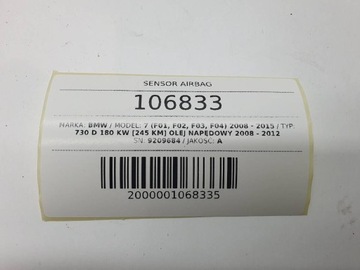 SENSOR AIRBAG
106833
MARKA: BMW / MODEL: 7 (F01, F02, F03, F04) 2008 - 2015 / TYP:
730 D 180 KW [245 KM] OLEJ NAPĘDOWY 2008 - 2012
SN: 9209684 / JAKOŚĆ: A
2000001068335